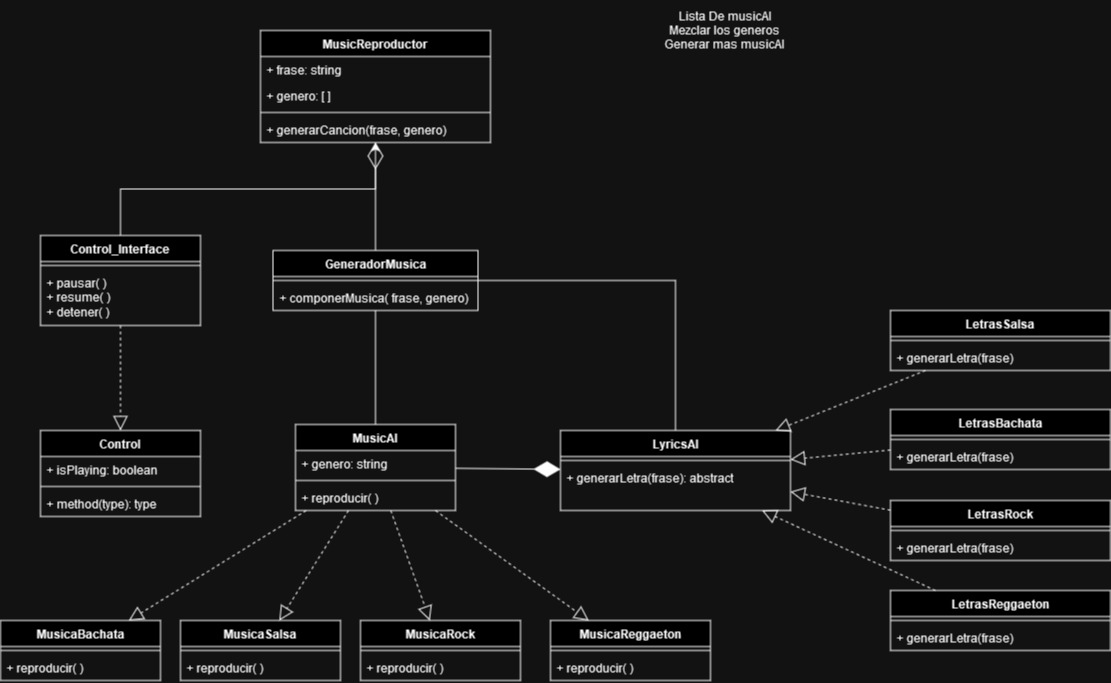 Lista De musicAI
Mezclar los generos
Generar mas musicAI
MusicReproductor
+ frase: string
+ genero: [ ]
+ generarCancion(frase, genero)
Control_Interface
+ pausar( )
+ resume( )
+ detener( )
GeneradorMusica
+ componerMusica( frase, genero)
LetrasSalsa
+ generarLetra(frase)
LetrasBachata
+ generarLetra(frase)
Control
+ isPlaying: boolean
+ method(type): type
MusicAI
+ genero: string
+ reproducir( )
LyricsAI
+ generarLetra(frase): abstract
LetrasRock
+ generarLetra(frase)
LetrasReggaeton
+ generarLetra(frase)
MusicaBachata
+ reproducir( )
MusicaSalsa
+ reproducir( )
MusicaRock
+ reproducir( )
MusicaReggaeton
+ reproducir( )